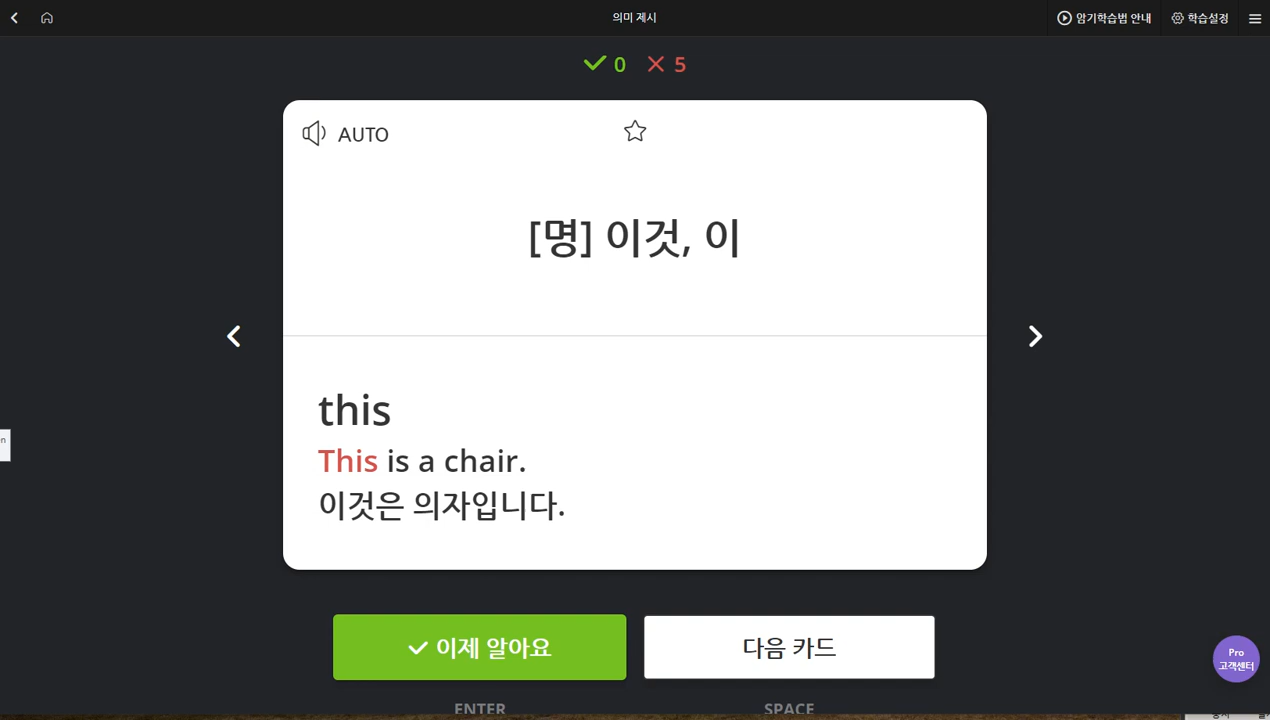 의미 제시
암기학습법 안내
학습설정
0
5
AUTO
[명] 이것, 이
this
This is a chair.
이것은 의자입니다.
이제 알아요
다음 카드
Pro
고객센터
ENTER
SPACE